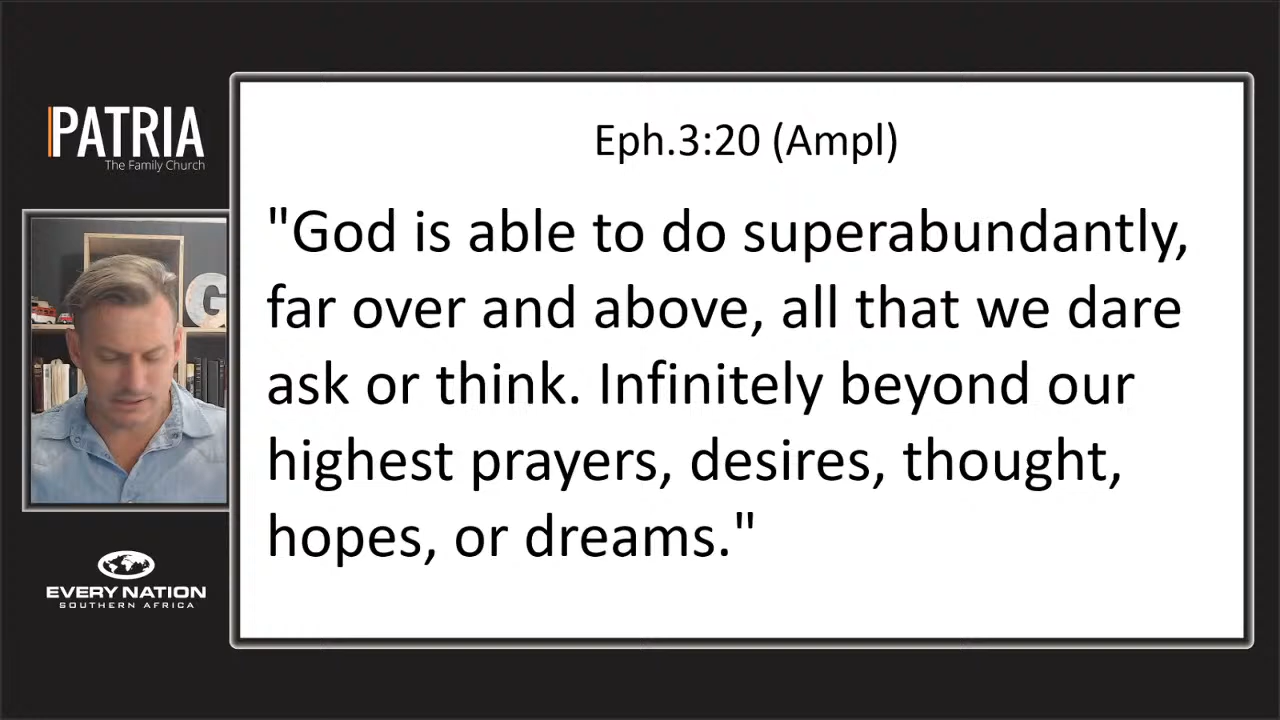 PATRIA
The Family Church
G
EVERY NATION
SOUTHERN AFRICA
Eph.3:20 (Ampl)
"God is able to do superabundantly,
far over and above, all that we dare
ask or think. Infinitely beyond our
highest prayers, desires, thought,
hopes, or dreams."